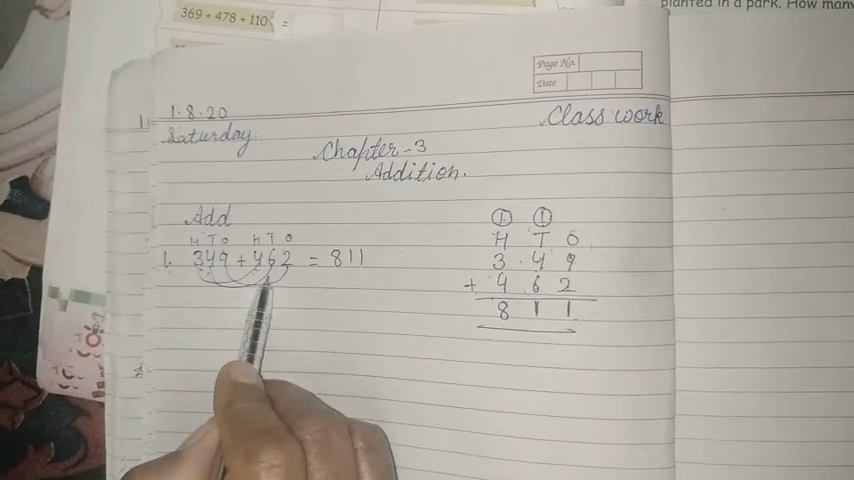 369 + 478 + 110 =
planted in a park. How many
Page No.
Date
1.8.20
Class work
Saturday
Chapter-3
Addition.
Add
H T O H T O
1. 349 + 462 = 811
1 1
H T O
3 4 9
+ 4 6 2
8 1 1